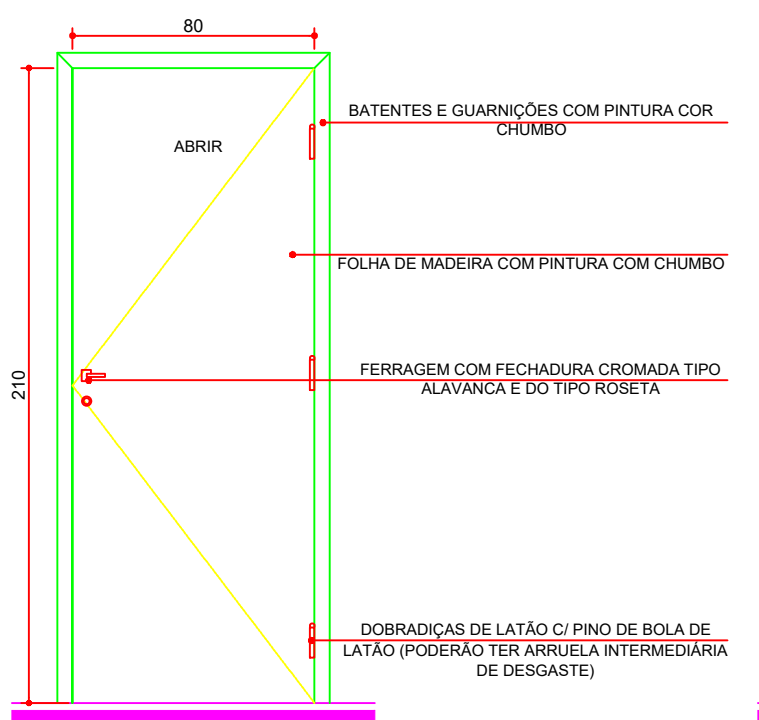 80
BATENTES E GUARNIÇÕES COM PINTURA COR
CHUMBO
ABRIR
FOLHA DE MADEIRA COM PINTURA COM CHUMBO
210
FERRAGEM COM FECHADURA CROMADA TIPO
ALAVANCA E DO TIPO ROSETA
DOBRADIÇAS DE LATÃO C/ PINO DE BOLA DE
LATÃO (PODERÃO TER ARRUELA INTERMEDIÁRIA
DE DESGASTE)